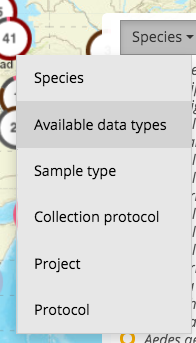 41
Species
Species
Available data types
Sample type
Collection protocol
Project
Protocol
Aedes